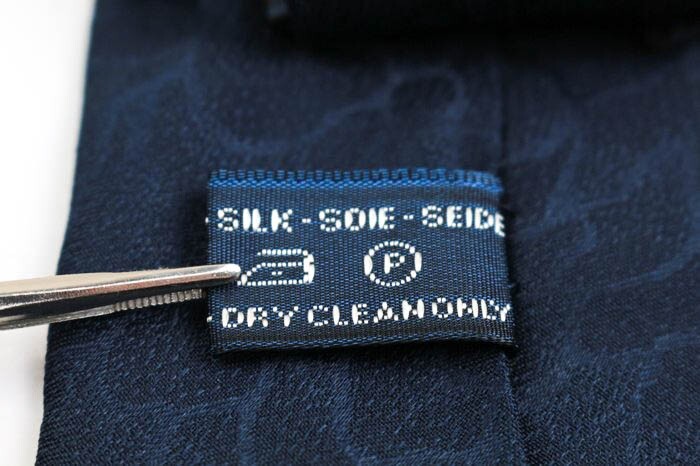 - SILK - SOIE - SEIDE
P
- DRY CLEAN ONLY